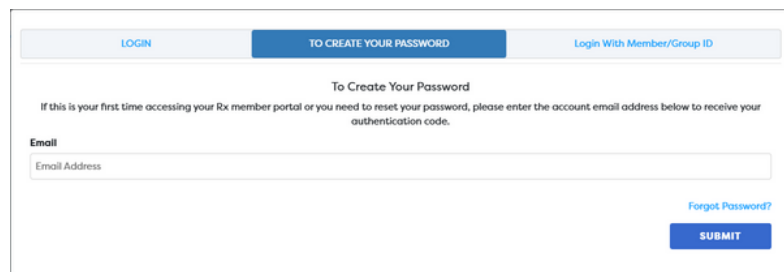 LOGIN
TO CREATE YOUR PASSWORD
Login With Member/Group ID
To Create Your Password
If this is your first time accessing your Rx member portal or you need to reset your password, please enter the account email address below to receive your
authentication code.
Email
Email Address
Forgot Password?
SUBMIT